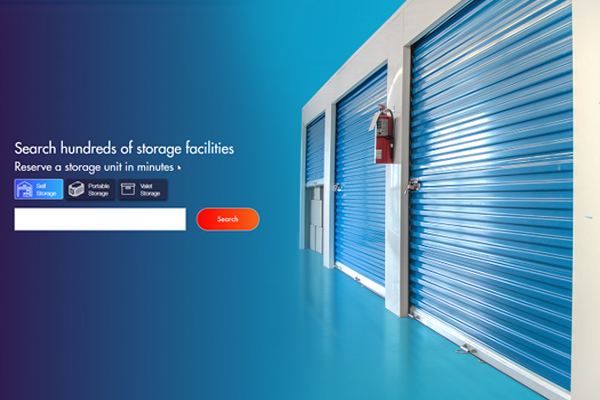 Search hundreds of storage facilities
Reserve a storage unit in minutes
Self
Storage
Portable
Storage
Valet
Storage
Search